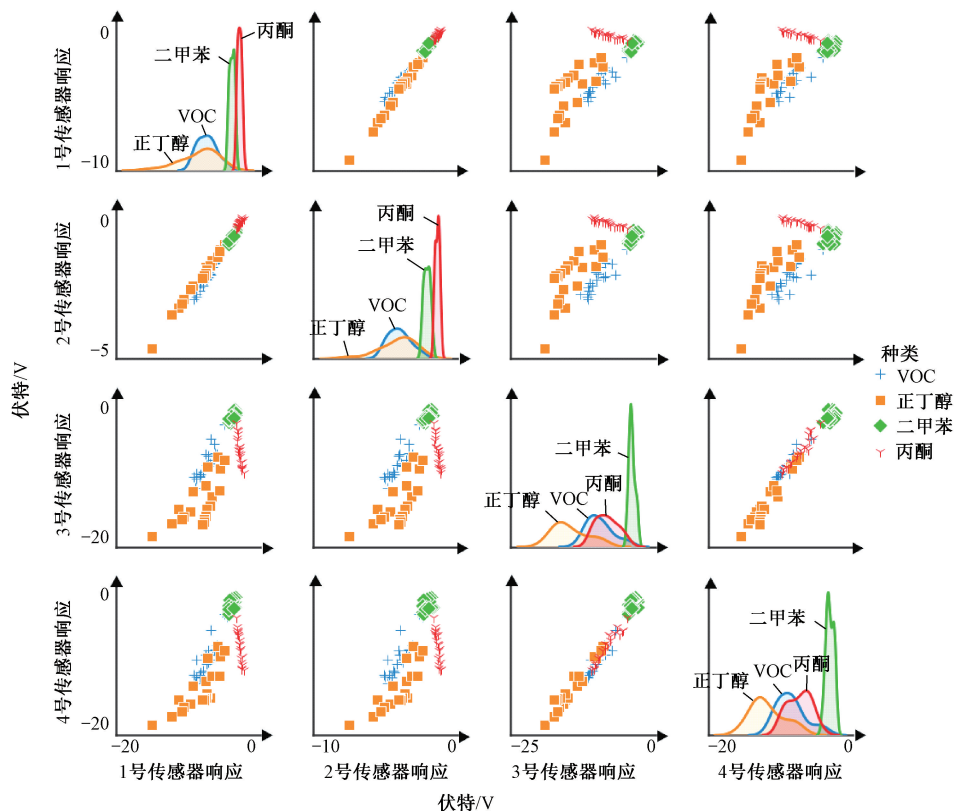 伏特/V
1号传感器响应
0
−10
丙酮
二甲苯
VOC
正丁醇
2号传感器响应
0
−5
丙酮
二甲苯
VOC
正丁醇
3号传感器响应
0
−20
二甲苯
丙酮
VOC
正丁醇
种类
VOC
正丁醇
二甲苯
丙酮
4号传感器响应
0
−20
二甲苯
丙酮
VOC
正丁醇
−20 0
−10 0
−25 0
−20 0
1号传感器响应
2号传感器响应
3号传感器响应
4号传感器响应
伏特/V